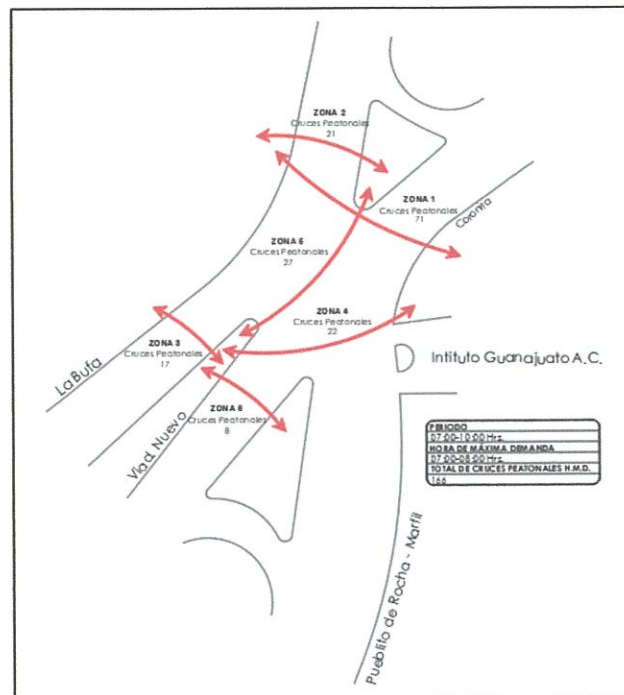 ZONA 2
Cruces Peatonales
21
ZONA 1
Cruces Peatonales
71
Coronita
ZONA 5
Cruces Peatonales
27
ZONA 4
Cruces Peatonales
22
ZONA 3
Cruces Peatonales
17
La Bufa
Intituto Guanajuato A.C.
ZONA 6
Cruces Peatonales
8
Viad. Nuevo
PERIODO
07:00-10:00 Hrs.
HORA DE MÁXIMA DEMANDA
07:00-08:00 Hrs.
TOTAL DE CRUCES PEATONALES H.M.D.
166
Pueblito de Rocha - Marfil